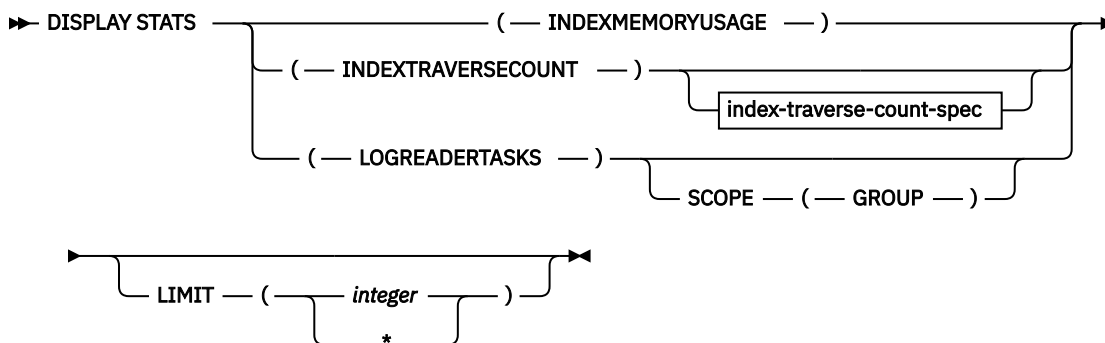 DISPLAY STATS ( INDEXMEMORYUSAGE )
( INDEXTRAVERSECOUNT )
index-traverse-count-spec
( LOGREADERTASKS )
SCOPE ( GROUP )
LIMIT ( integer )
*